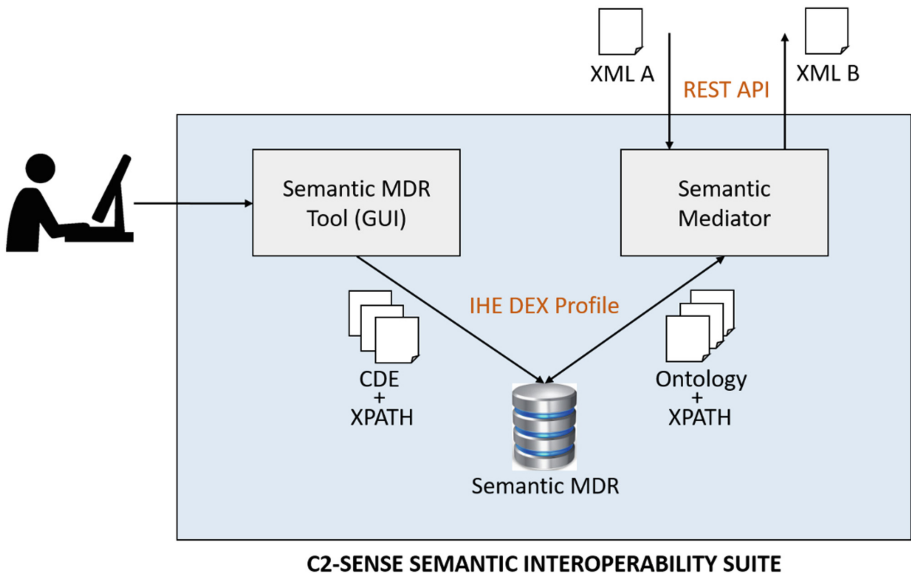 XML A
REST API
XML B
Semantic MDR
Tool (GUI)
Semantic
Mediator
IHE DEX Profile
CDE
+
XPATH
Ontology
+
XPATH
Semantic MDR
C2-SENSE SEMANTIC INTEROPERABILITY SUITE